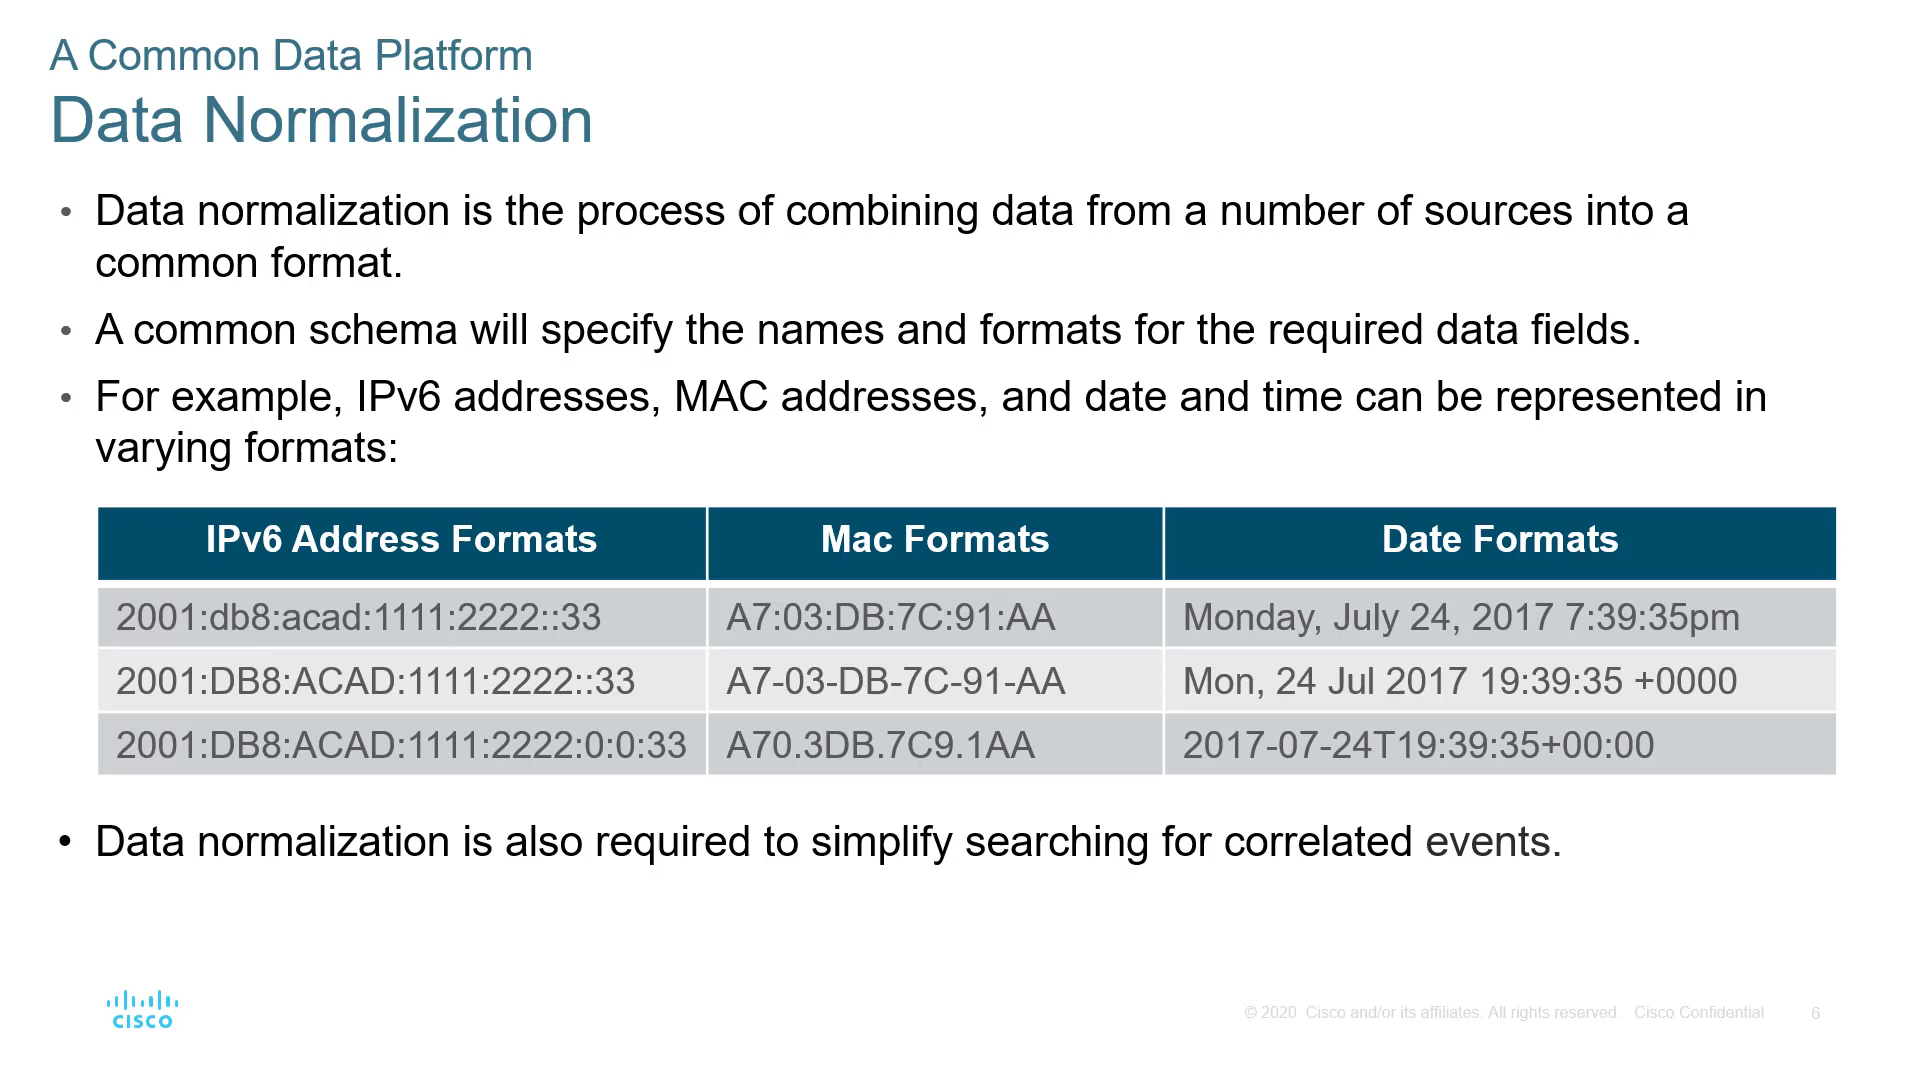 A Common Data Platform
Data Normalization
• Data normalization is the process of combining data from a number of sources into a
common format.
• A common schema will specify the names and formats for the required data fields.
• For example, IPv6 addresses, MAC addresses, and date and time can be represented in
varying formats:
IPv6 Address Formats Mac Formats Date Formats
2001:db8:acad:1111:2222::33 A7:03:DB:7C:91:AA Monday, July 24, 2017 7:39:35pm
2001:DB8:ACAD:1111:2222::33 A7-03-DB-7C-91-AA Mon, 24 Jul 2017 19:39:35 +0000
2001:DB8:ACAD:1111:2222:0:0:33 A70.3DB.7C9.1AA 2017-07-24T19:39:35+00:00
• Data normalization is also required to simplify searching for correlated events.
CISCO
© 2020 Cisco and/or its affiliates. All rights reserved. Cisco Confidential 6